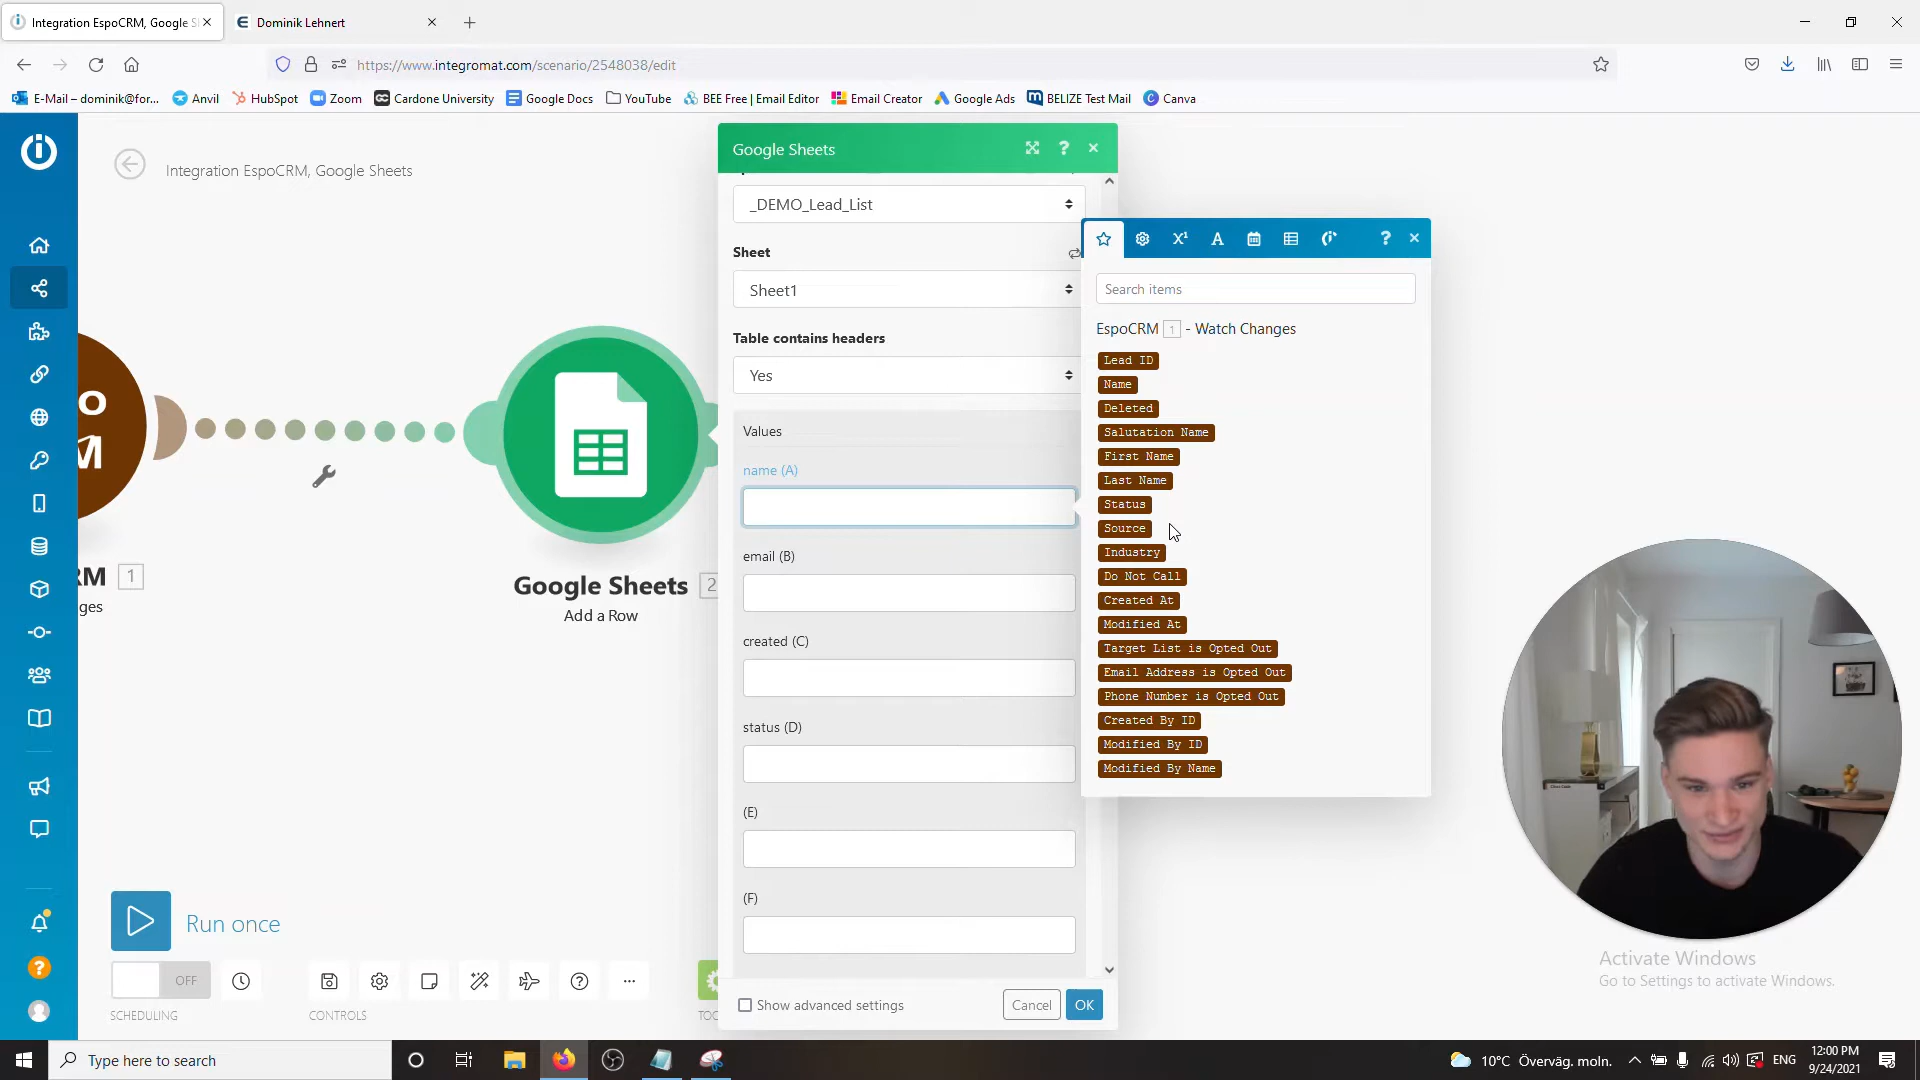 Integration EspoCRM, Google S
Dominik Lehnert
https://www.integromat.com/scenario/2548038/edit
E-Mail – dominik@for...
Anvil
HubSpot
Zoom
Cardone University
Google Docs
YouTube
BEE Free | Email Editor
Email Creator
Google Ads
BELIZE Test Mail
Canva
Integration EspoCRM, Google Sheets
Google Sheets
_DEMO_Lead_List
Sheet
Sheet1
Table contains headers
Yes
Values
name (A)
email (B)
created (C)
status (D)
(E)
(F)
Show advanced settings
Cancel
OK
Search items
EspoCRM 1 - Watch Changes
Lead ID
Name
Deleted
Salutation Name
First Name
Last Name
Status
Source
Industry
Do Not Call
Created At
Modified At
Target List is Opted Out
Email Address is Opted Out
Phone Number is Opted Out
Created By ID
Modified By ID
Modified By Name
O
M
RM 1
ges
Google Sheets 2
Add a Row
Run once
OFF
SCHEDULING
CONTROLS
TOO
Activate Windows
Go to Settings to activate Windows.
Type here to search
10°C Överväg. moln.
ENG
12:00 PM
9/24/2021